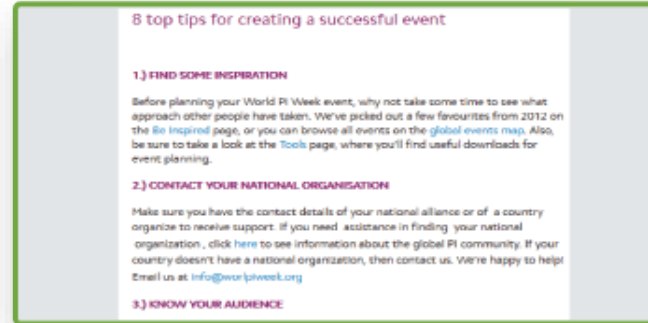 8 top tips for creating a successful event
1.) FIND SOME INSPIRATION
Before planning your World PI Week event, why not take some time to see what
approach other people have taken. We've picked out a few favourites from 2012 on
the Be Inspired page, or you can browse all events on the global events map. Also,
be sure to take a look at the Tools page, where you'll find useful downloads for
event planning.
2.) CONTACT YOUR NATIONAL ORGANISATION
Make sure you have the contact details of your national alliance or of a country
organize to receive support. If you need assistance in finding your national
organization , click here to see information about the global PI community. If your
country doesn't have a national organization, then contact us. We're happy to help!
Email us at info@worlpiweek.org
3.) KNOW YOUR AUDIENCE